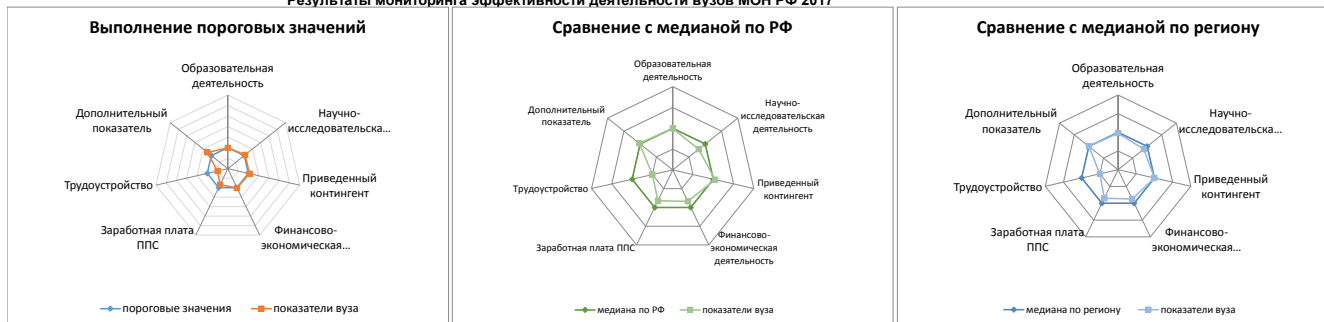 Результаты мониторинга эффективности деятельности вузов МОН РФ 2017
Выполнение пороговых значений
Образовательная
деятельность
Научно-
исследовательска...
Приведенный
контингент
Финансово-
экономическая...
Заработная плата
ППС
Трудоустройство
Дополнительный
показатель
пороговые значения
показатели вуза
Сравнение с медианой по РФ
Образовательная
деятельность
Научно-
исследовательская
деятельность
Приведенный
контингент
Финансово-
экономическая
деятельность
Заработная плата ППС
Трудоустройство
Дополнительный
показатель
медиана по РФ
показатели вуза
Сравнение с медианой по региону
Образовательная
деятельность
Научно-
исследовательска...
Приведенный
контингент
Финансово-
экономическая...
Заработная плата
ППС
Трудоустройство
Дополнительный
показатель
медиана по региону
показатели вуза